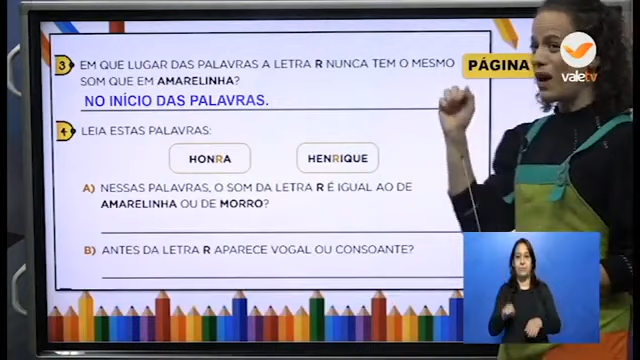 3 EM QUE LUGAR DAS PALAVRAS A LETRA R NUNCA TEM O MESMO
SOM QUE EM AMARELINHA?
NO INÍCIO DAS PALAVRAS.
PÁGINA
valetv
4 LEIA ESTAS PALAVRAS:
HONRA HENRIQUE
A) NESSAS PALAVRAS, O SOM DA LETRA R É IGUAL AO DE
AMARELINHA OU DE MORRO?
B) ANTES DA LETRA R APARECE VOGAL OU CONSOANTE?